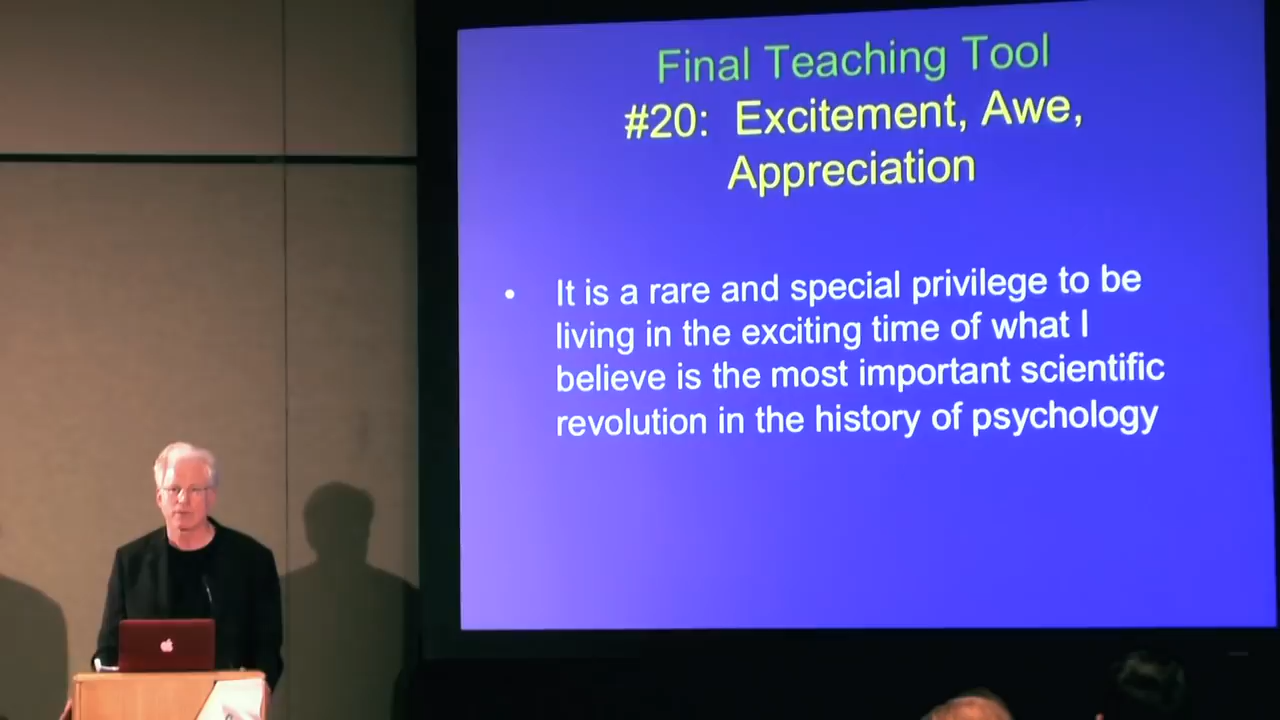 Final Teaching Tool
#20: Excitement, Awe,
Appreciation
• It is a rare and special privilege to be
living in the exciting time of what I
believe is the most important scientific
revolution in the history of psychology